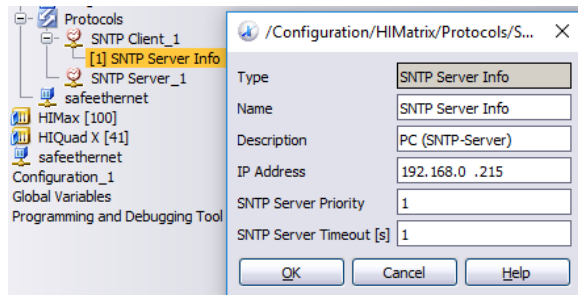 Protocols
SNTP Client_1
[1] SNTP Server Info
SNTP Server_1
safeethernet
HIMax [100]
HIQuad X [41]
safeethernet
Configuration_1
Global Variables
Programming and Debugging Tool
/Configuration/HIMatrix/Protocols/S...
Type
SNTP Server Info
Name
SNTP Server Info
Description
PC (SNTP-Server)
IP Address
192.168.0 .215
SNTP Server Priority
1
SNTP Server Timeout [s]
1
OK
Cancel
Help